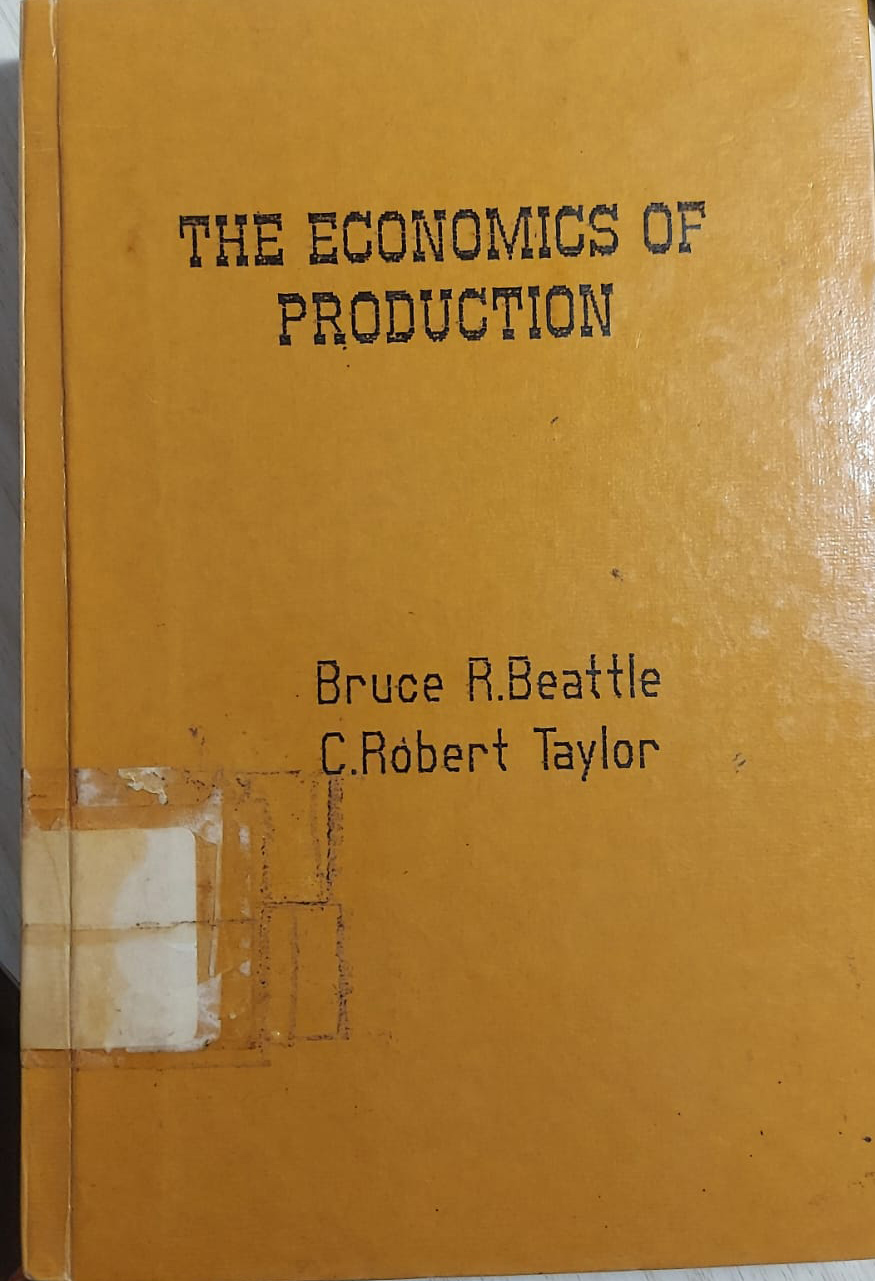 THE ECONOMICS OF
PRODUCTION
Bruce R.Beattle
C.Robert Taylor